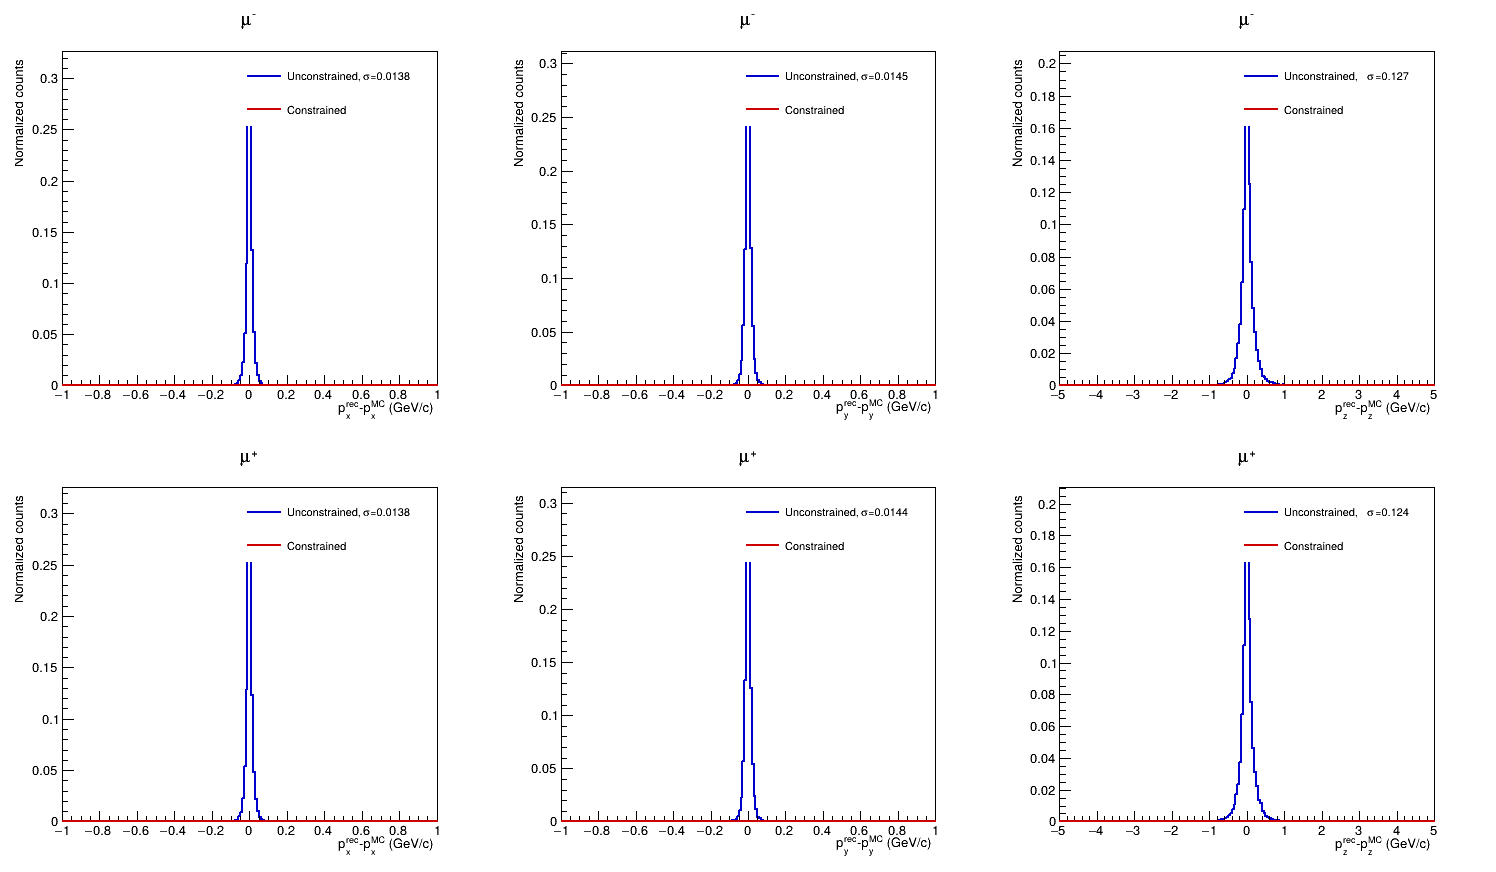 μ⁻
Normalized counts
Unconstrained, σ=0.0138
Constrained
0.3
0.25
0.2
0.15
0.1
0.05
0
−1 −0.8 −0.6 −0.4 −0.2 0 0.2 0.4 0.6 0.8 1
p_x^rec-p_x^MC (GeV/c)
μ⁻
Normalized counts
Unconstrained, σ=0.0145
Constrained
0.3
0.25
0.2
0.15
0.1
0.05
0
−1 −0.8 −0.6 −0.4 −0.2 0 0.2 0.4 0.6 0.8 1
p_y^rec-p_y^MC (GeV/c)
μ⁻
Normalized counts
Unconstrained, σ=0.127
Constrained
0.2
0.18
0.16
0.14
0.12
0.1
0.08
0.06
0.04
0.02
0
−5 −4 −3 −2 −1 0 1 2 3 4 5
p_z^rec-p_z^MC (GeV/c)
μ⁺
Normalized counts
Unconstrained, σ=0.0138
Constrained
0.3
0.25
0.2
0.15
0.1
0.05
0
−1 −0.8 −0.6 −0.4 −0.2 0 0.2 0.4 0.6 0.8 1
p_x^rec-p_x^MC (GeV/c)
μ⁺
Normalized counts
Unconstrained, σ=0.0144
Constrained
0.3
0.25
0.2
0.15
0.1
0.05
0
−1 −0.8 −0.6 −0.4 −0.2 0 0.2 0.4 0.6 0.8 1
p_y^rec-p_y^MC (GeV/c)
μ⁺
Normalized counts
Unconstrained, σ=0.124
Constrained
0.2
0.18
0.16
0.14
0.12
0.1
0.08
0.06
0.04
0.02
0
−5 −4 −3 −2 −1 0 1 2 3 4 5
p_z^rec-p_z^MC (GeV/c)